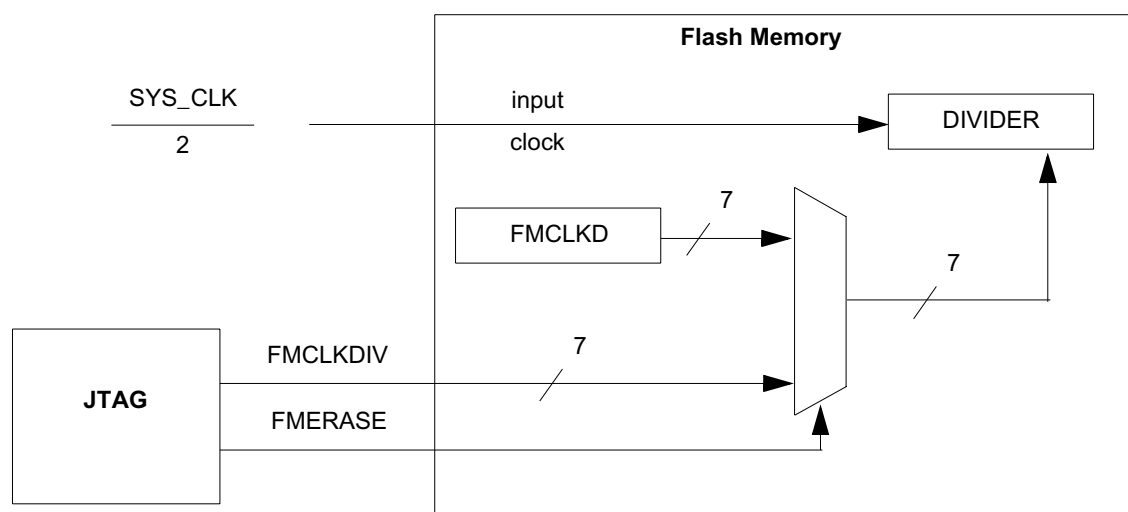 Flash Memory
SYS_CLK
2
input
clock
DIVIDER
7
FMCLKD
7
FMCLKDIV
7
JTAG
FMERASE